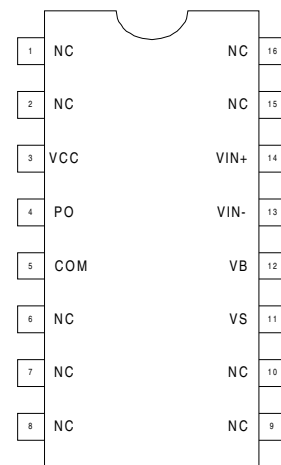 1 NC NC 16
2 NC NC 15
3 VCC VIN+ 14
4 PO VIN- 13
5 COM VB 12
6 NC VS 11
7 NC NC 10
8 NC NC 9